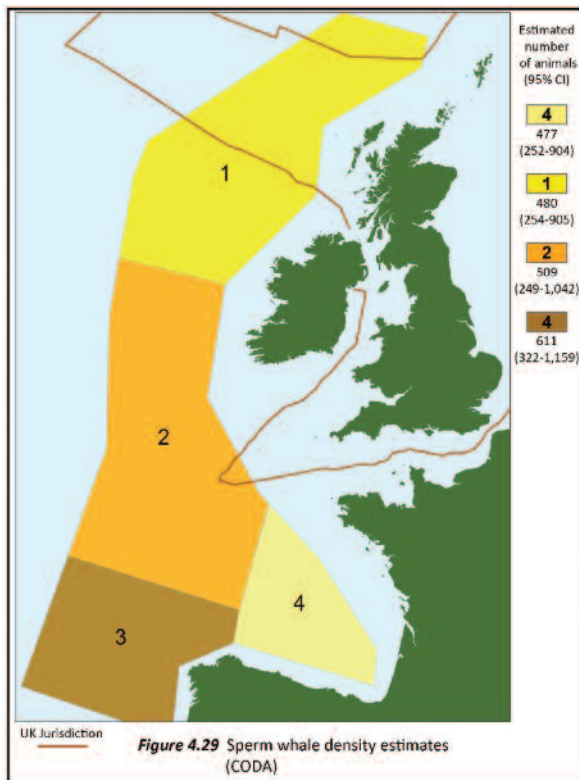 Estimated
number
of animals
(95% CI)
4
477
(252-904)
1
480
(254-905)
2
509
(249-1,042)
4
611
(322-1,159)
1
2
3
4
UK Jurisdiction
Figure 4.29 Sperm whale density estimates
(CODA)